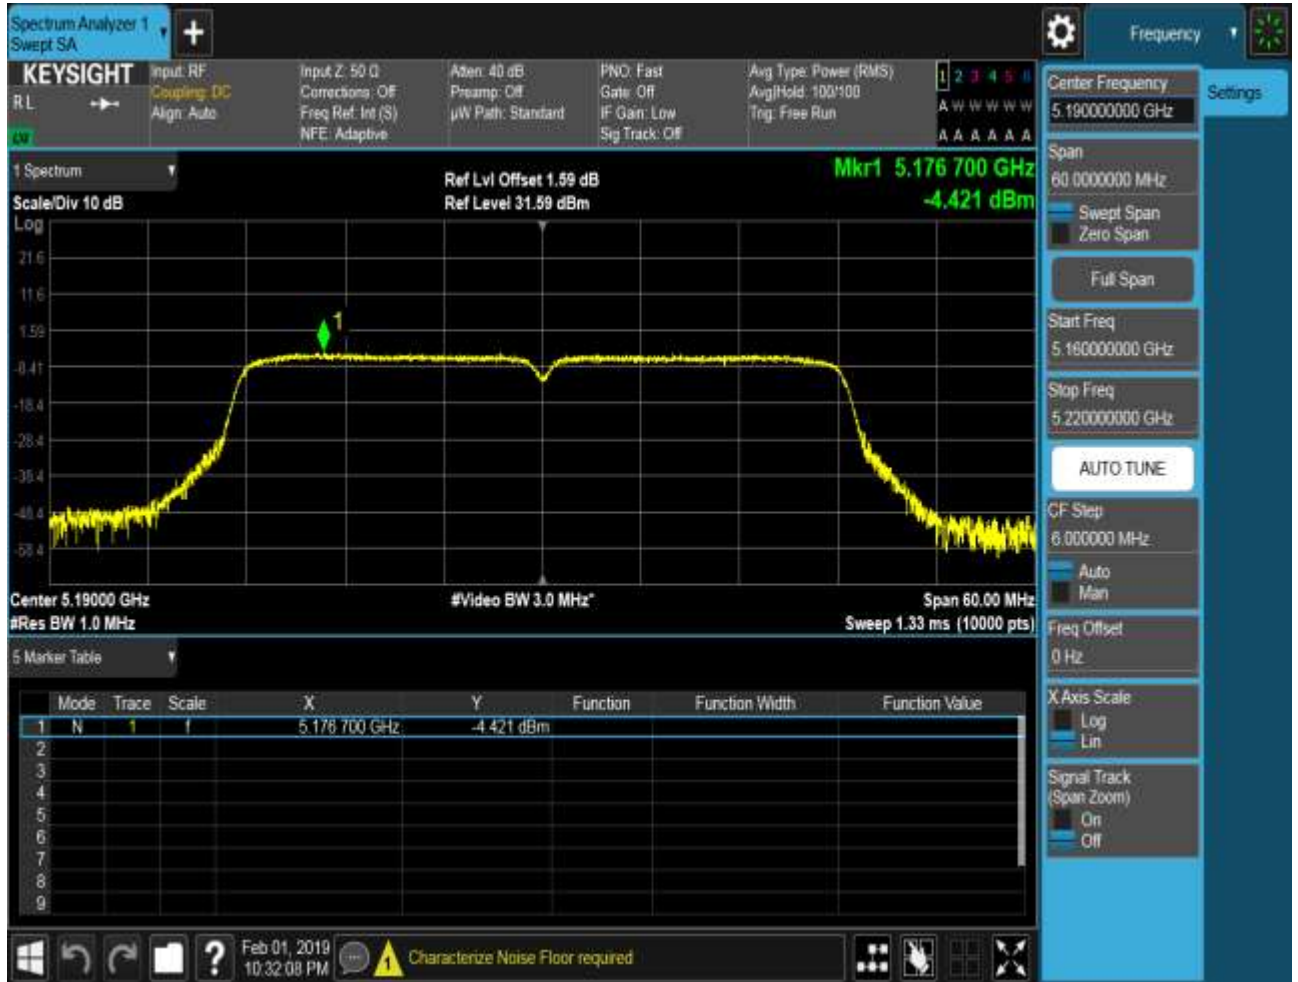 Spectrum Analyzer 1
Swept SA
Frequency
KEYSIGHT
R L
Input: RF
Coupling: DC
Align: Auto
Input Z: 50 Ω
Corrections: Off
Freq Ref: Int (S)
NFE: Adaptive
Atten: 40 dB
Preamp: Off
µW Path: Standard
PNO: Fast
Gate: Off
IF Gain: Low
Sig Track: Off
Avg Type: Power (RMS)
Avg|Hold: 100/100
Trig: Free Run
1 2 3 4 5 6
A W W W W W
A A A A A A
1 Spectrum
Scale/Div 10 dB
Ref Lvl Offset 1.59 dB
Ref Level 31.59 dBm
Mkr1 5.176 700 GHz
-4.421 dBm
Log
21.6
11.6
1.59
-8.41
-18.4
-28.4
-38.4
-48.4
-58.4
1
Center 5.19000 GHz
#Res BW 1.0 MHz
#Video BW 3.0 MHz*
Span 60.00 MHz
Sweep 1.33 ms (10000 pts)
5 Marker Table
Mode Trace Scale X Y Function Function Width Function Value
1 N 1 f 5.176 700 GHz -4.421 dBm
2
3
4
5
6
7
8
9
Feb 01, 2019
10:32:08 PM
Characterize Noise Floor required
Center Frequency
5.190000000 GHz
Settings
Span
60.0000000 MHz
Swept Span
Zero Span
Full Span
Start Freq
5.160000000 GHz
Stop Freq
5.220000000 GHz
AUTO TUNE
CF Step
6.000000 MHz
Auto
Man
Freq Offset
0 Hz
X Axis Scale
Log
Lin
Signal Track
(Span Zoom)
On
Off